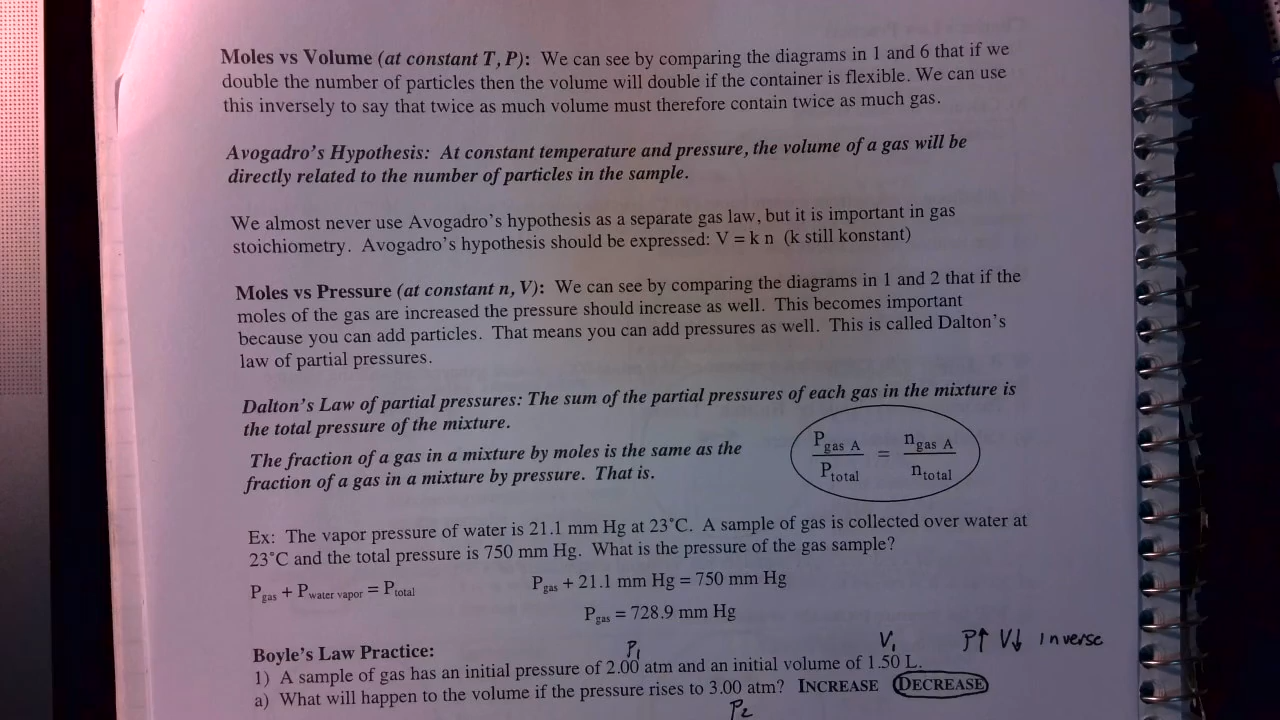 Moles vs Volume (at constant T, P): We can see by comparing the diagrams in 1 and 6 that if we
double the number of particles then the volume will double if the container is flexible. We can use
this inversely to say that twice as much volume must therefore contain twice as much gas.
Avogadro's Hypothesis: At constant temperature and pressure, the volume of a gas will be
directly related to the number of particles in the sample.
We almost never use Avogadro's hypothesis as a separate gas law, but it is important in gas
stoichiometry. Avogadro's hypothesis should be expressed: V = k n (k still konstant)
Moles vs Pressure (at constant n, V): We can see by comparing the diagrams in 1 and 2 that if the
moles of the gas are increased the pressure should increase as well. This becomes important
because you can add particles. That means you can add pressures as well. This is called Dalton's
law of partial pressures.
Dalton's Law of partial pressures: The sum of the partial pressures of each gas in the mixture is
the total pressure of the mixture.
The fraction of a gas in a mixture by moles is the same as the
fraction of a gas in a mixture by pressure. That is.
P gas A / P total = n gas A / n total
Ex: The vapor pressure of water is 21.1 mm Hg at 23°C. A sample of gas is collected over water at
23°C and the total pressure is 750 mm Hg. What is the pressure of the gas sample?
P gas + P water vapor = P total P gas + 21.1 mm Hg = 750 mm Hg
P gas = 728.9 mm Hg
P1 V1 P↑ V↓ inverse
Boyle's Law Practice:
1) A sample of gas has an initial pressure of 2.00 atm and an initial volume of 1.50 L.
a) What will happen to the volume if the pressure rises to 3.00 atm? INCREASE DECREASE
P2